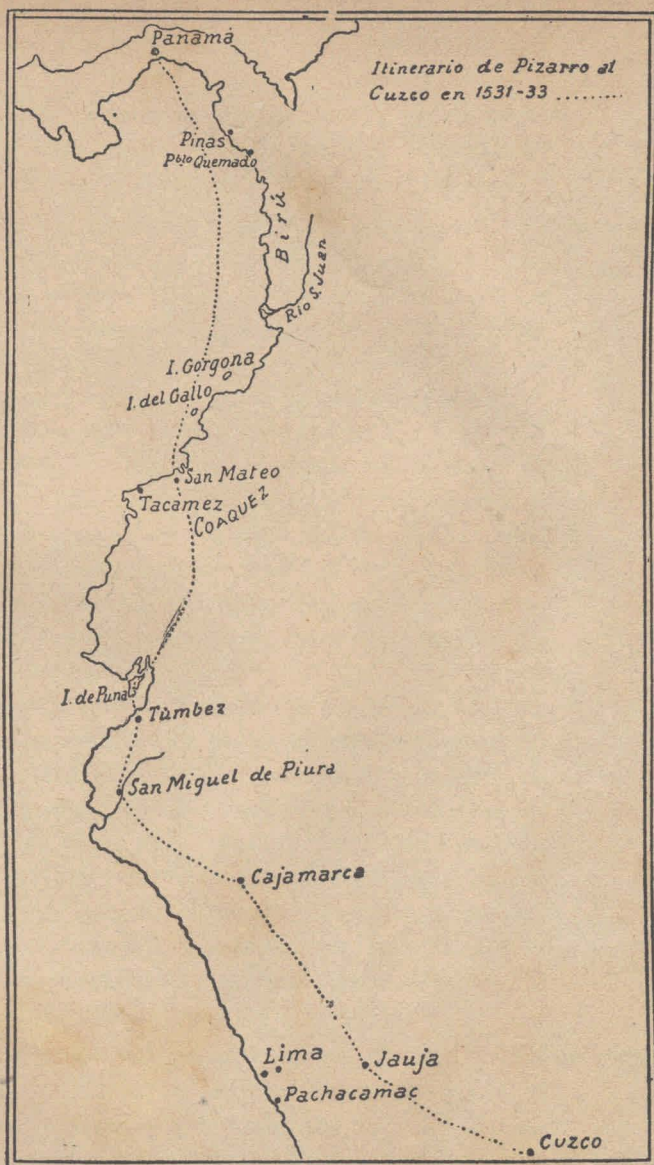 Panamá
Itinerario de Pizarro al
Cuzco en 1531-33 ........
Pinas
Pblo Quemado
Birú
Rio S. Juan
I. Gorgona
I. del Gallo
San Mateo
Tacamez
COAQUEZ
I. de Puna
Túmbez
San Miguel de Piura
Cajamarca
Lima
Jauja
Pachacamac
Cuzco